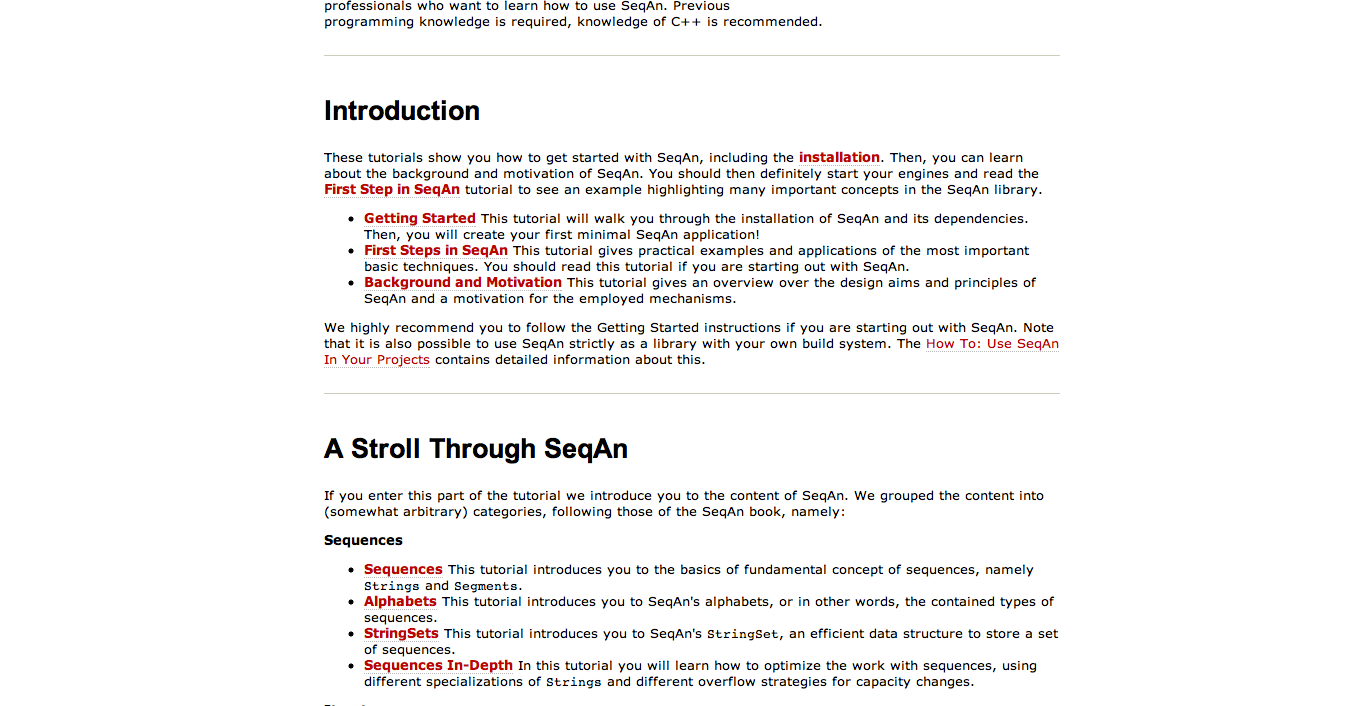 professionals who want to learn how to use SeqAn. Previous
programming knowledge is required, knowledge of C++ is recommended.
Introduction
These tutorials show you how to get started with SeqAn, including the installation. Then, you can learn
about the background and motivation of SeqAn. You should then definitely start your engines and read the
First Step in SeqAn tutorial to see an example highlighting many important concepts in the SeqAn library.
• Getting Started This tutorial will walk you through the installation of SeqAn and its dependencies.
Then, you will create your first minimal SeqAn application!
• First Steps in SeqAn This tutorial gives practical examples and applications of the most important
basic techniques. You should read this tutorial if you are starting out with SeqAn.
• Background and Motivation This tutorial gives an overview over the design aims and principles of
SeqAn and a motivation for the employed mechanisms.
We highly recommend you to follow the Getting Started instructions if you are starting out with SeqAn. Note
that it is also possible to use SeqAn strictly as a library with your own build system. The How To: Use SeqAn
In Your Projects contains detailed information about this.
A Stroll Through SeqAn
If you enter this part of the tutorial we introduce you to the content of SeqAn. We grouped the content into
(somewhat arbitrary) categories, following those of the SeqAn book, namely:
Sequences
• Sequences This tutorial introduces you to the basics of fundamental concept of sequences, namely
Strings and Segments.
• Alphabets This tutorial introduces you to SeqAn's alphabets, or in other words, the contained types of
sequences.
• StringSets This tutorial introduces you to SeqAn's StringSet, an efficient data structure to store a set
of sequences.
• Sequences In-Depth In this tutorial you will learn how to optimize the work with sequences, using
different specializations of Strings and different overflow strategies for capacity changes.